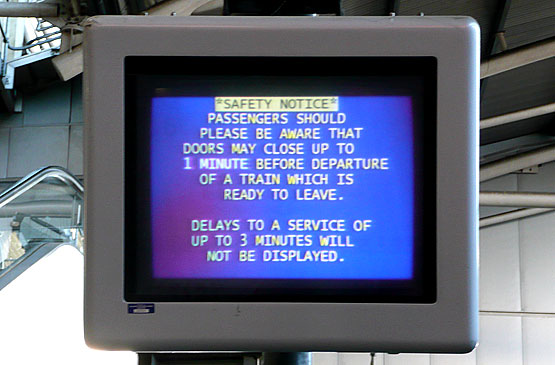 *SAFETY NOTICE*
PASSENGERS SHOULD
PLEASE BE AWARE THAT
DOORS MAY CLOSE UP TO
1 MINUTE BEFORE DEPARTURE
OF A TRAIN WHICH IS
READY TO LEAVE.
DELAYS TO A SERVICE OF
UP TO 3 MINUTES WILL
NOT BE DISPLAYED.